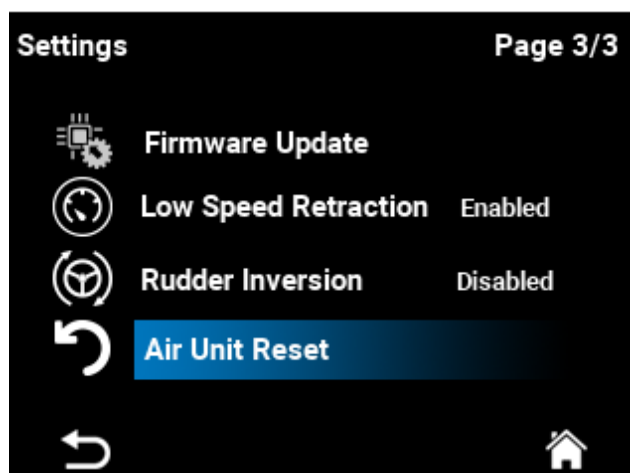 Settings Page 3/3
Firmware Update
Low Speed Retraction Enabled
Rudder Inversion Disabled
Air Unit Reset